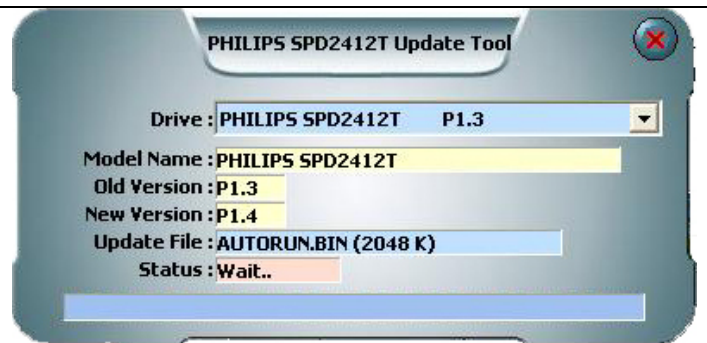 PHILIPS SPD2412T Update Tool
Drive : PHILIPS SPD2412T P1.3
Model Name : PHILIPS SPD2412T
Old Version : P1.3
New Version : P1.4
Update File : AUTORUN.BIN (2048 K)
Status : Wait..